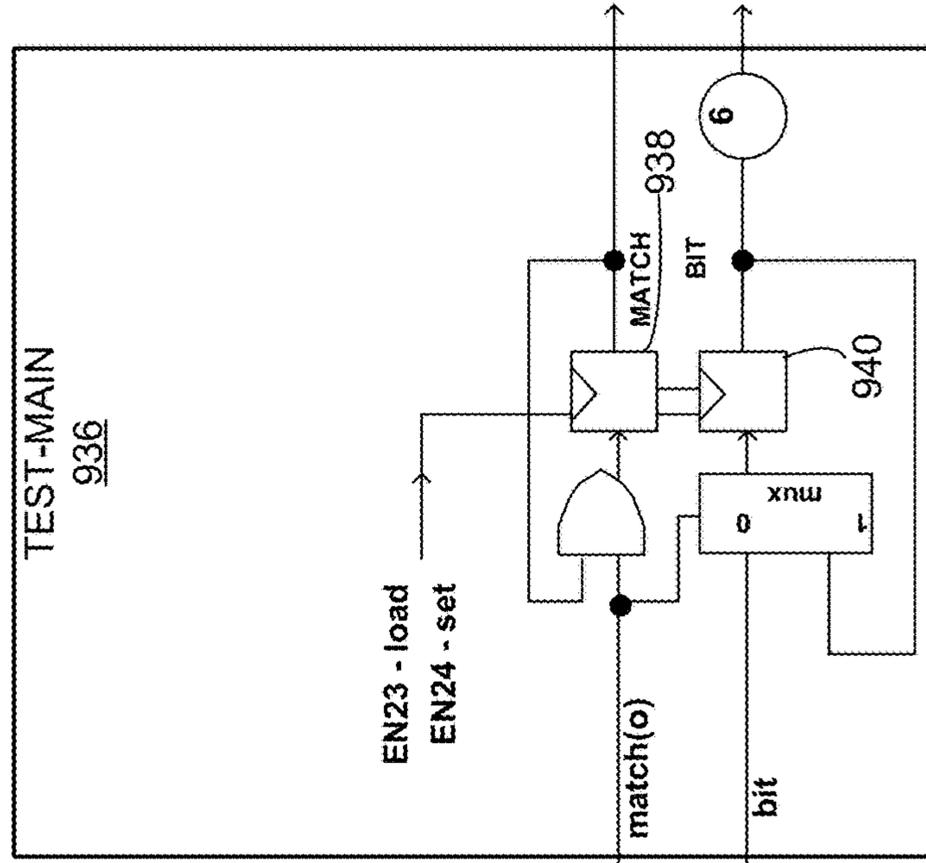 TEST-MAIN
936
EN23 - load
EN24 - set
match(o)
bit
MATCH
BIT
938
940
mux
0
1
6